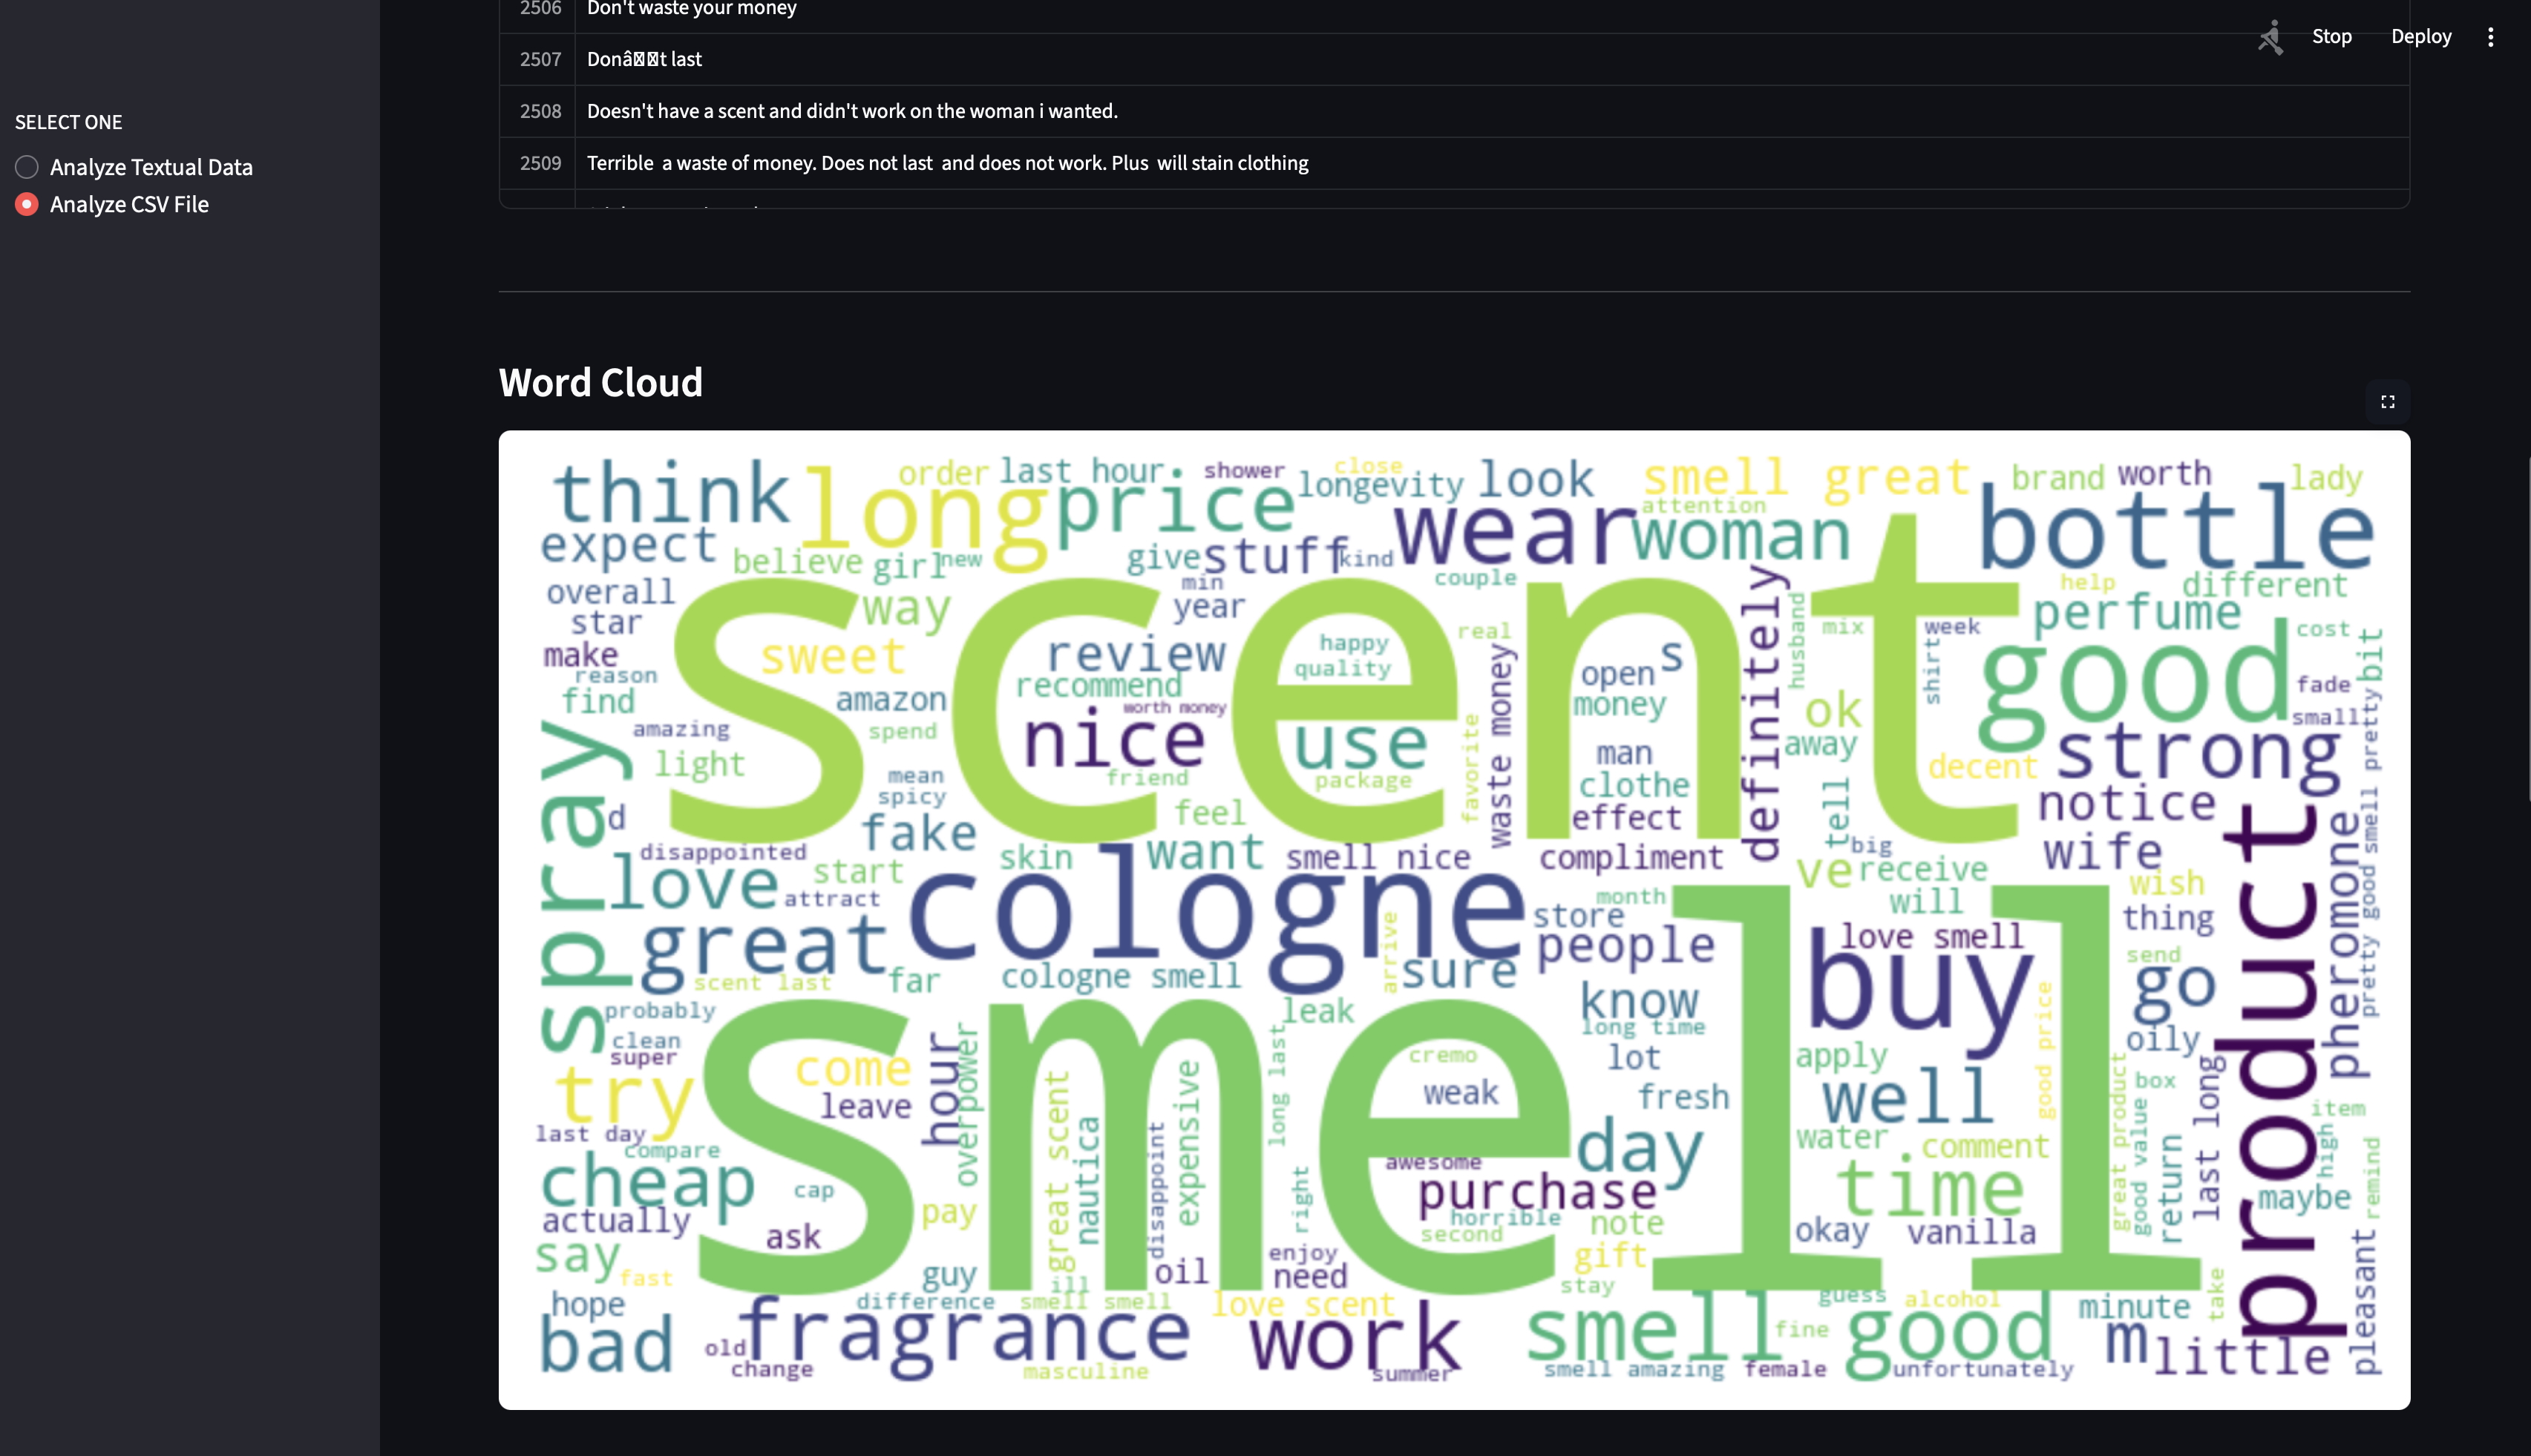 2506 Don't waste your money
Stop Deploy
2507 Donât last
2508 Doesn't have a scent and didn't work on the woman i wanted.
2509 Terrible a waste of money. Does not last and does not work. Plus will stain clothing
SELECT ONE
Analyze Textual Data
Analyze CSV File
Word Cloud
think long order last hour price shower longevity close look smell great brand worth lady
expect believe girl new give stuff kind wear attention woman bottle
overall way min year couple help different
star sweet review happy real open s definitely husband mix week perfume cost
make reason find amazon recommend quality money shirt good fade bit
scent
amazing spend nice worth money use favorite waste money man ok away decent strong small
spray light mean spicy friend package clothe effect tell notice
d fake feel big
disappointed start skin want smell nice compliment ve receive wife pheromone pretty good smell pretty
love attract cologne month store will wish thing product
great people love smell buy send
scent last far cologne smell arrive sure know go
probably clean super leak long time oily
try come hour overpower long last cremo lot apply good price box
leave great scent nautica disappoint expensive weak fresh well item
smell
last day compare day water comment great product good value return last long high remind
cheap cap awesome purchase time maybe
actually ask pay right horrible second note okay vanilla
say fast guy oil enjoy need gift pleasant
hope difference ill smell smell love scent stay guess alcohol minute take
bad old fragrance work smell good fine m little
change masculine summer smell amazing female unfortunately